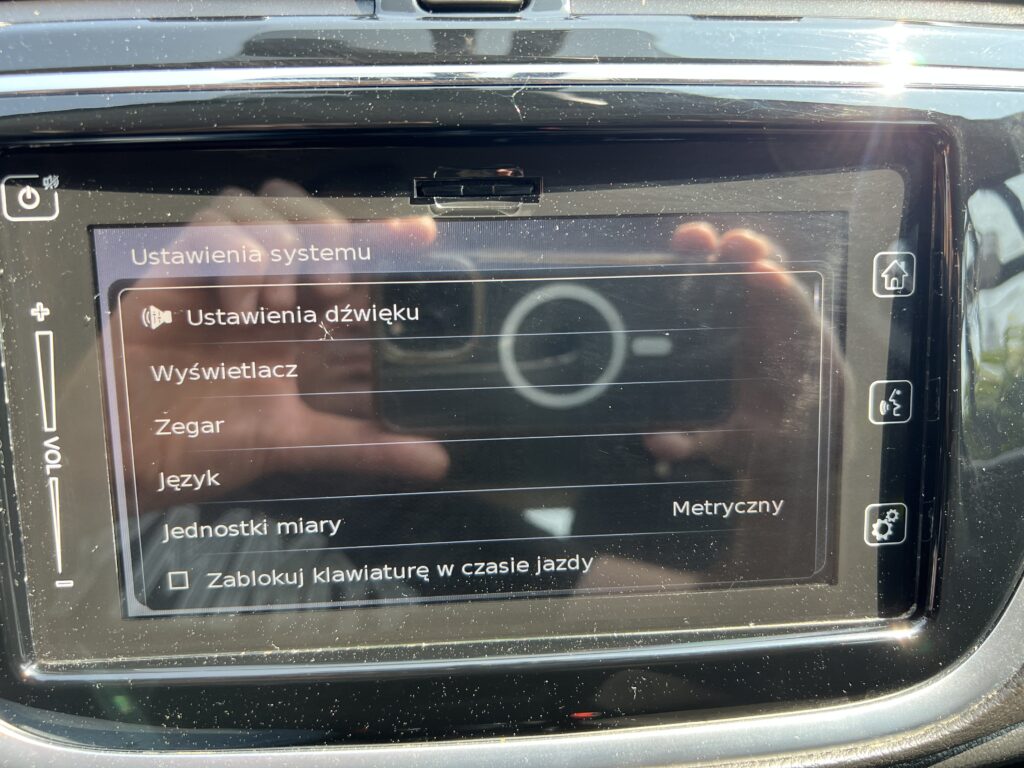 Ustawienia systemu
Ustawienia dźwięku
Wyświetlacz
Zegar
Język
Jednostki miary Metryczny
Zablokuj klawiaturę w czasie jazdy
+
VOL